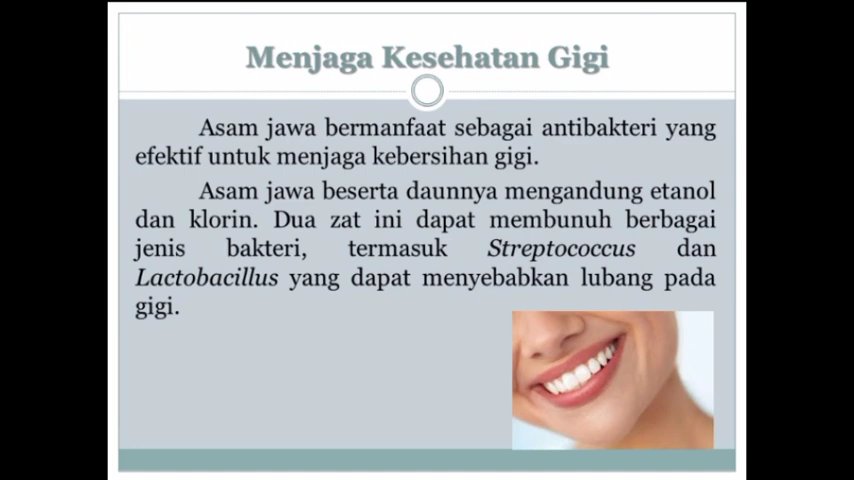 Menjaga Kesehatan Gigi
Asam jawa bermanfaat sebagai antibakteri yang
efektif untuk menjaga kebersihan gigi.
Asam jawa beserta daunnya mengandung etanol
dan klorin. Dua zat ini dapat membunuh berbagai
jenis bakteri, termasuk Streptococcus dan
Lactobacillus yang dapat menyebabkan lubang pada
gigi.